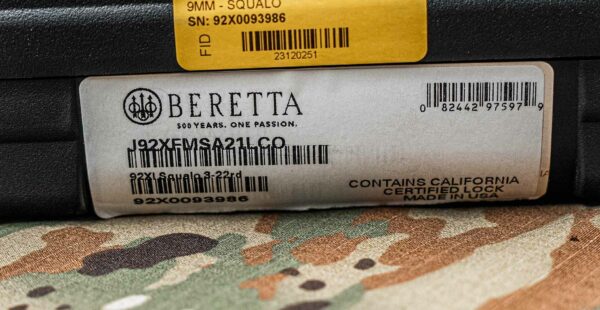 9MM - SQUALO
SN: 92X0093986
FID
23120251
BERETTA
500 YEARS. ONE PASSION.
J92XFMSA21LCO
92XI Squalo 3-22rd
92X0093986
0 82442 97597 9
CONTAINS CALIFORNIA
CERTIFIED LOCK
MADE IN USA